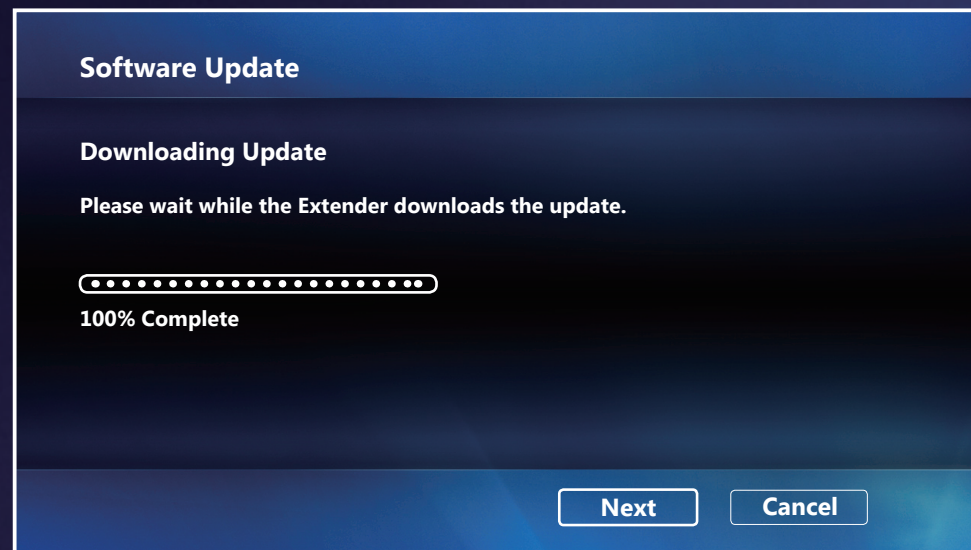 Software Update
Downloading Update
Please wait while the Extender downloads the update.
100% Complete
Next Cancel